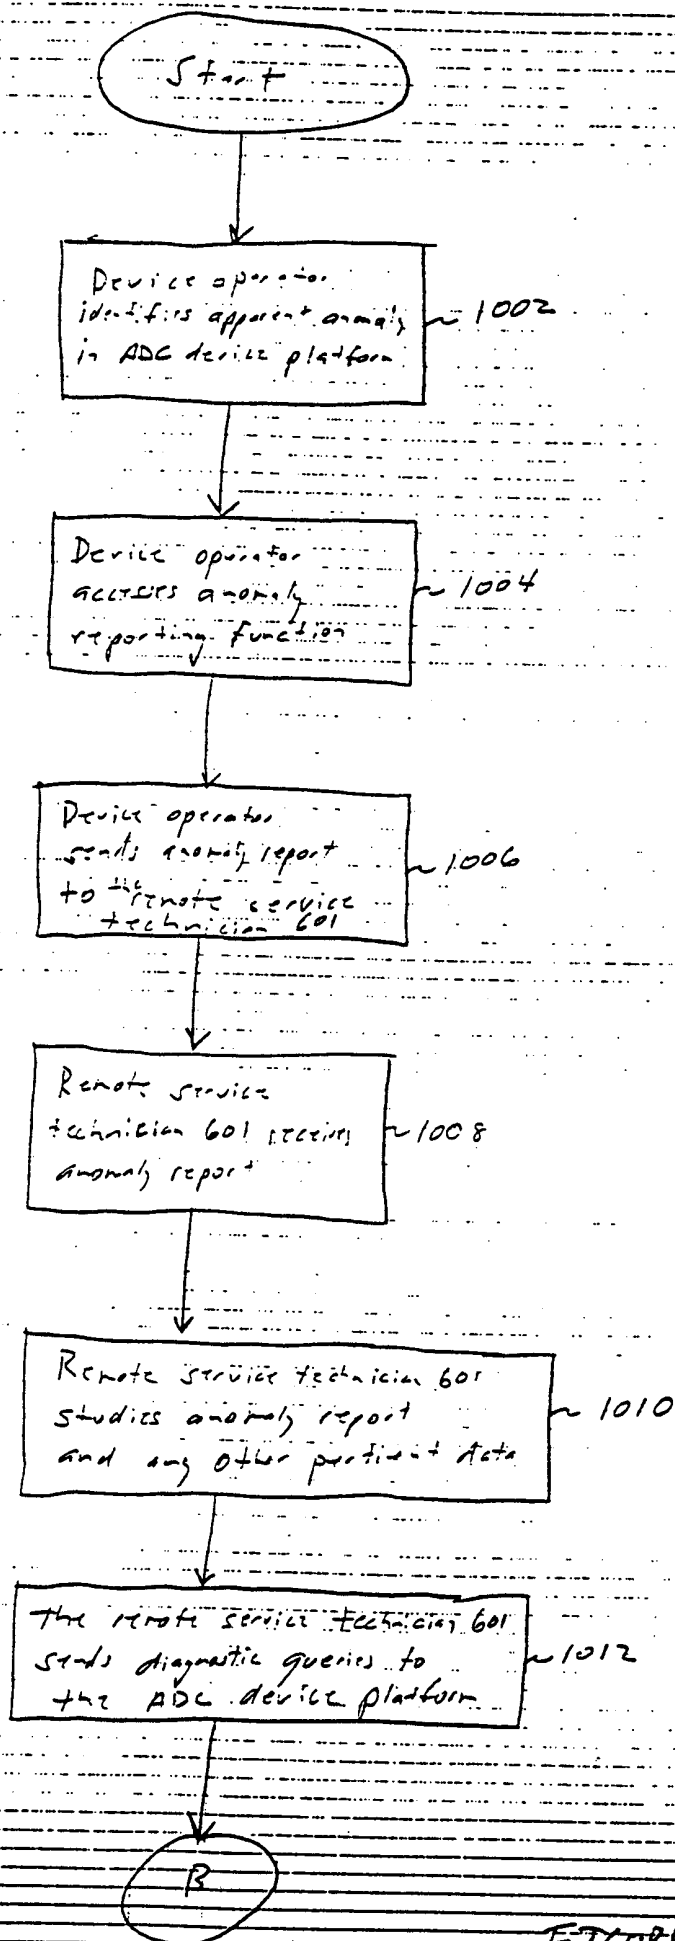 Start
Device operator
identifies apparent anomaly
in ADC device platform
1002
Device operator
accesses anomaly
reporting function
1004
Device operator
sends anomaly report
to the remote service
technician 601
1006
Remote service
technician 601 receives
anomaly report
1008
Remote service technician 601
studies anomaly report
and any other pertinent data
1010
The remote service technician 601
sends diagnostic queries to
the ADC device platform
1012
B